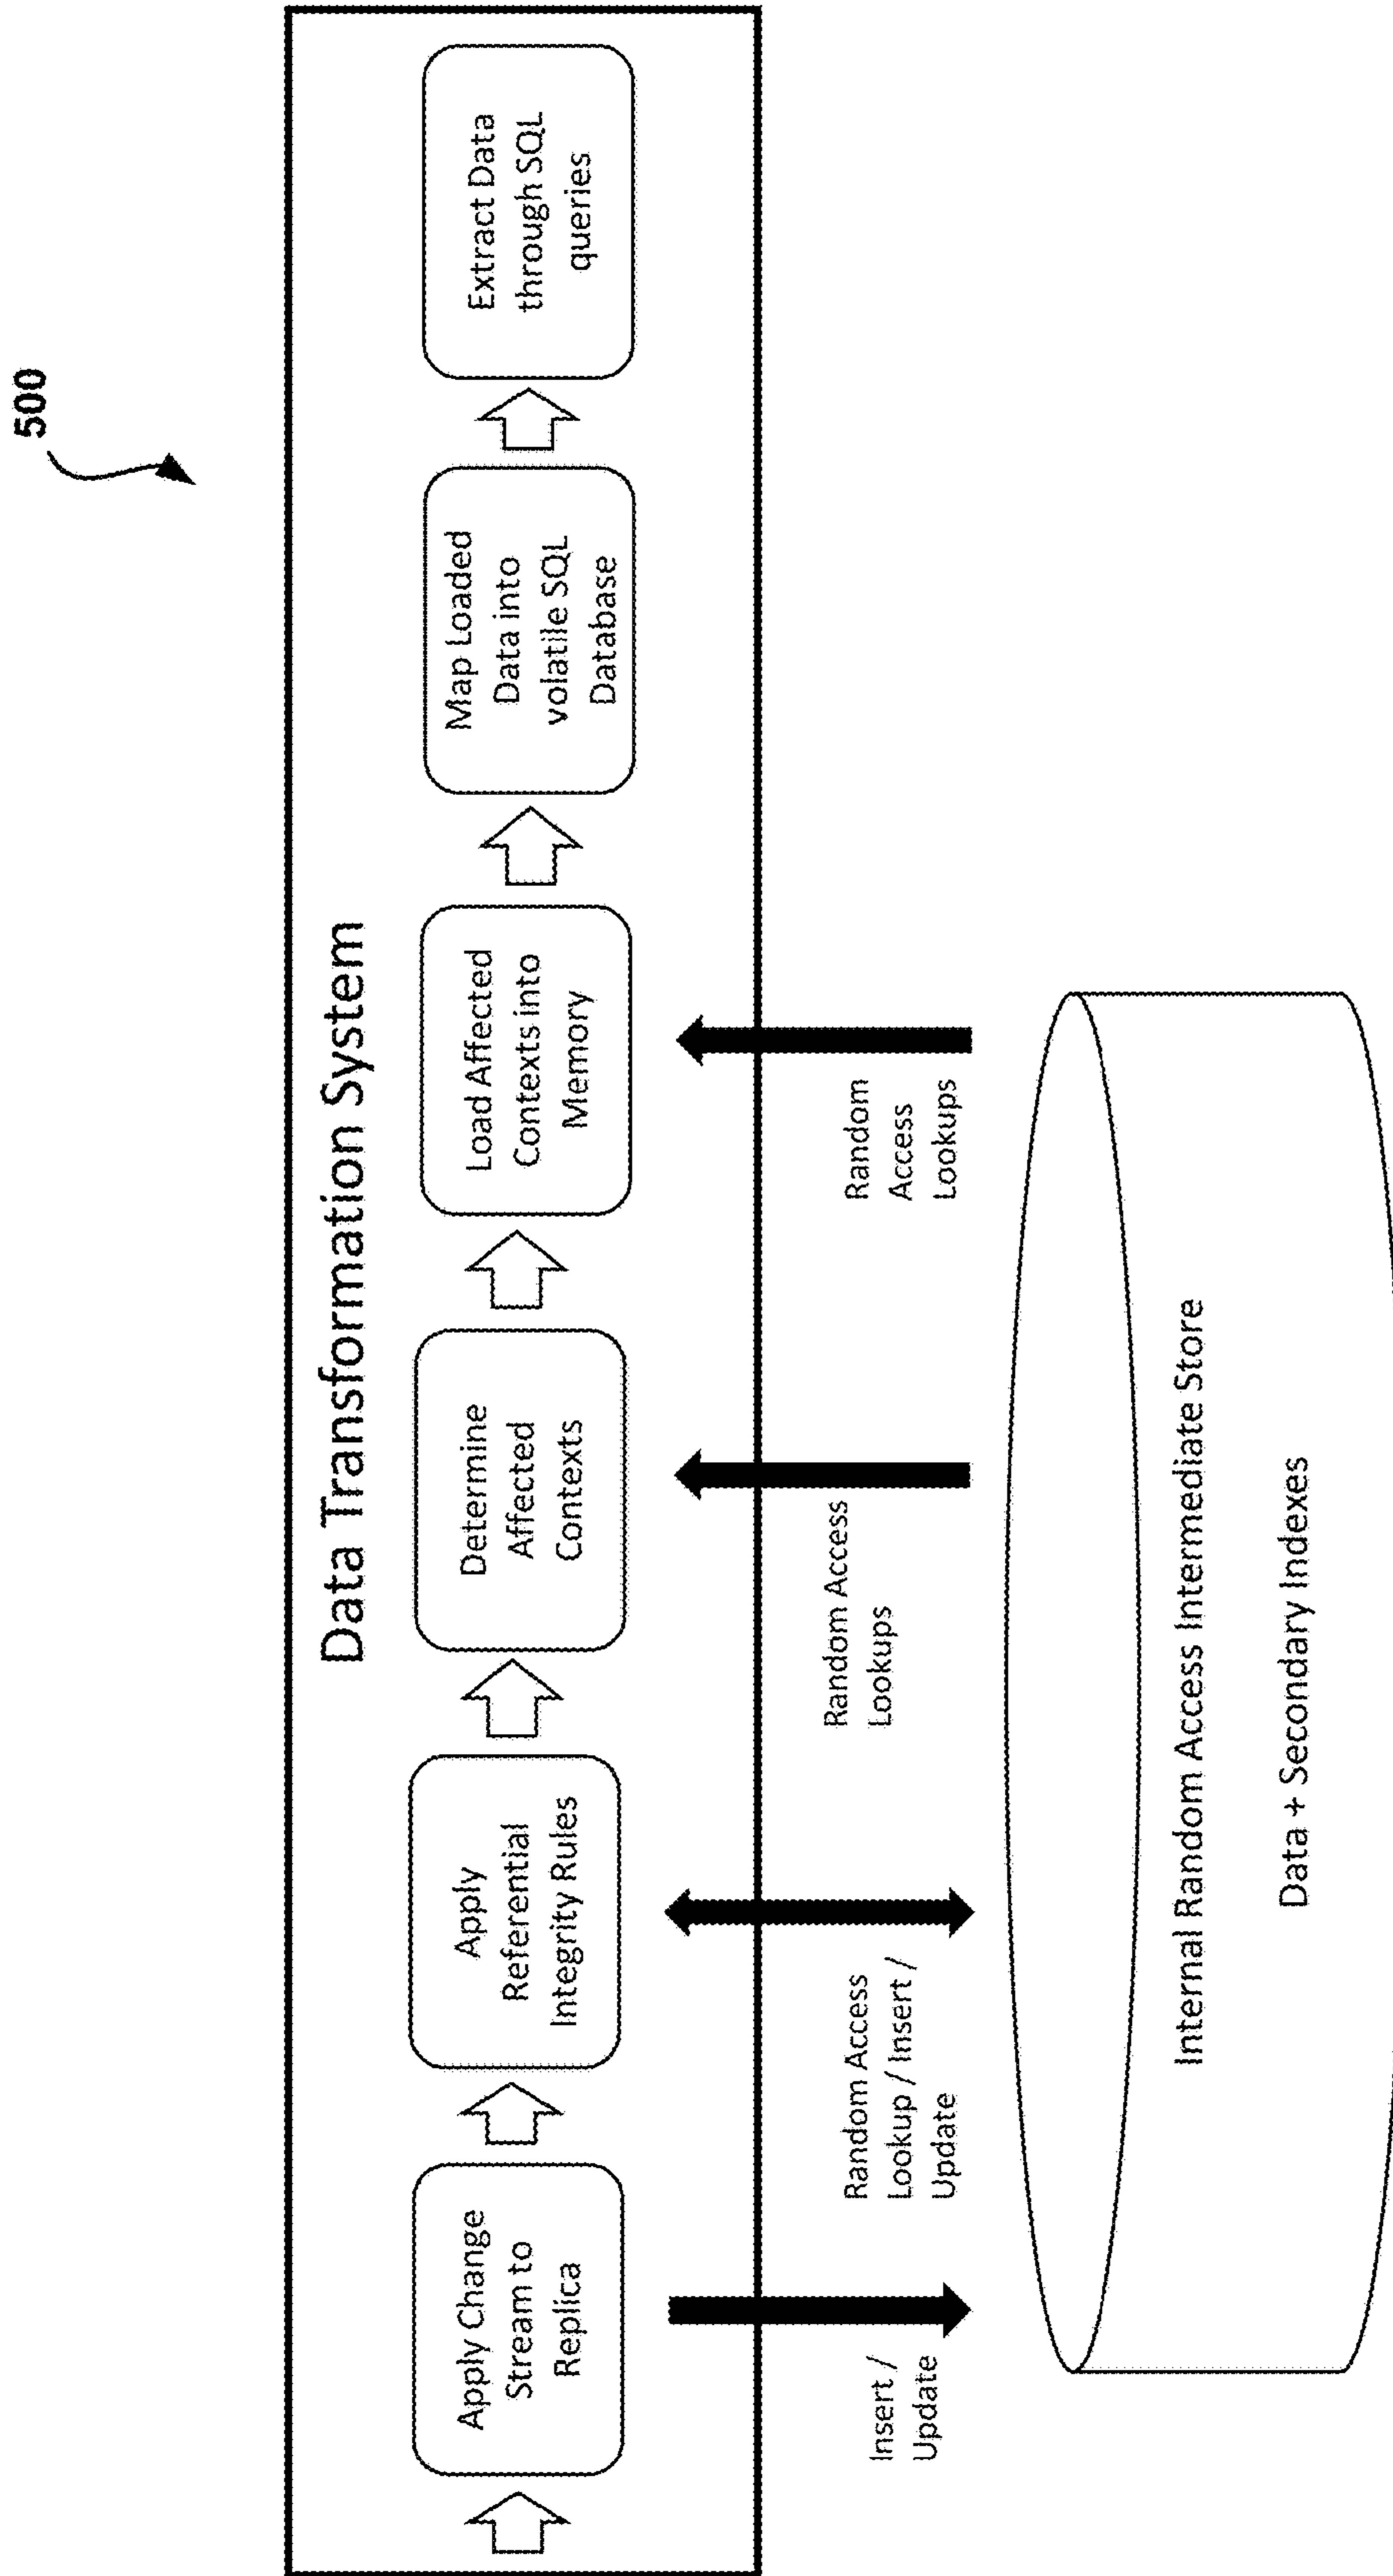 500
Data Transformation System
Apply Change
Stream to
Replica
Apply
Referential
Integrity Rules
Determine
Affected
Contexts
Load Affected
Contexts into
Memory
Map Loaded
Data into
volatile SQL
Database
Extract Data
through SQL
queries
Insert /
Update
Random Access
Lookup / Insert /
Update
Random Access
Lookups
Random
Access
Lookups
Internal Random Access Intermediate Store
Data + Secondary Indexes